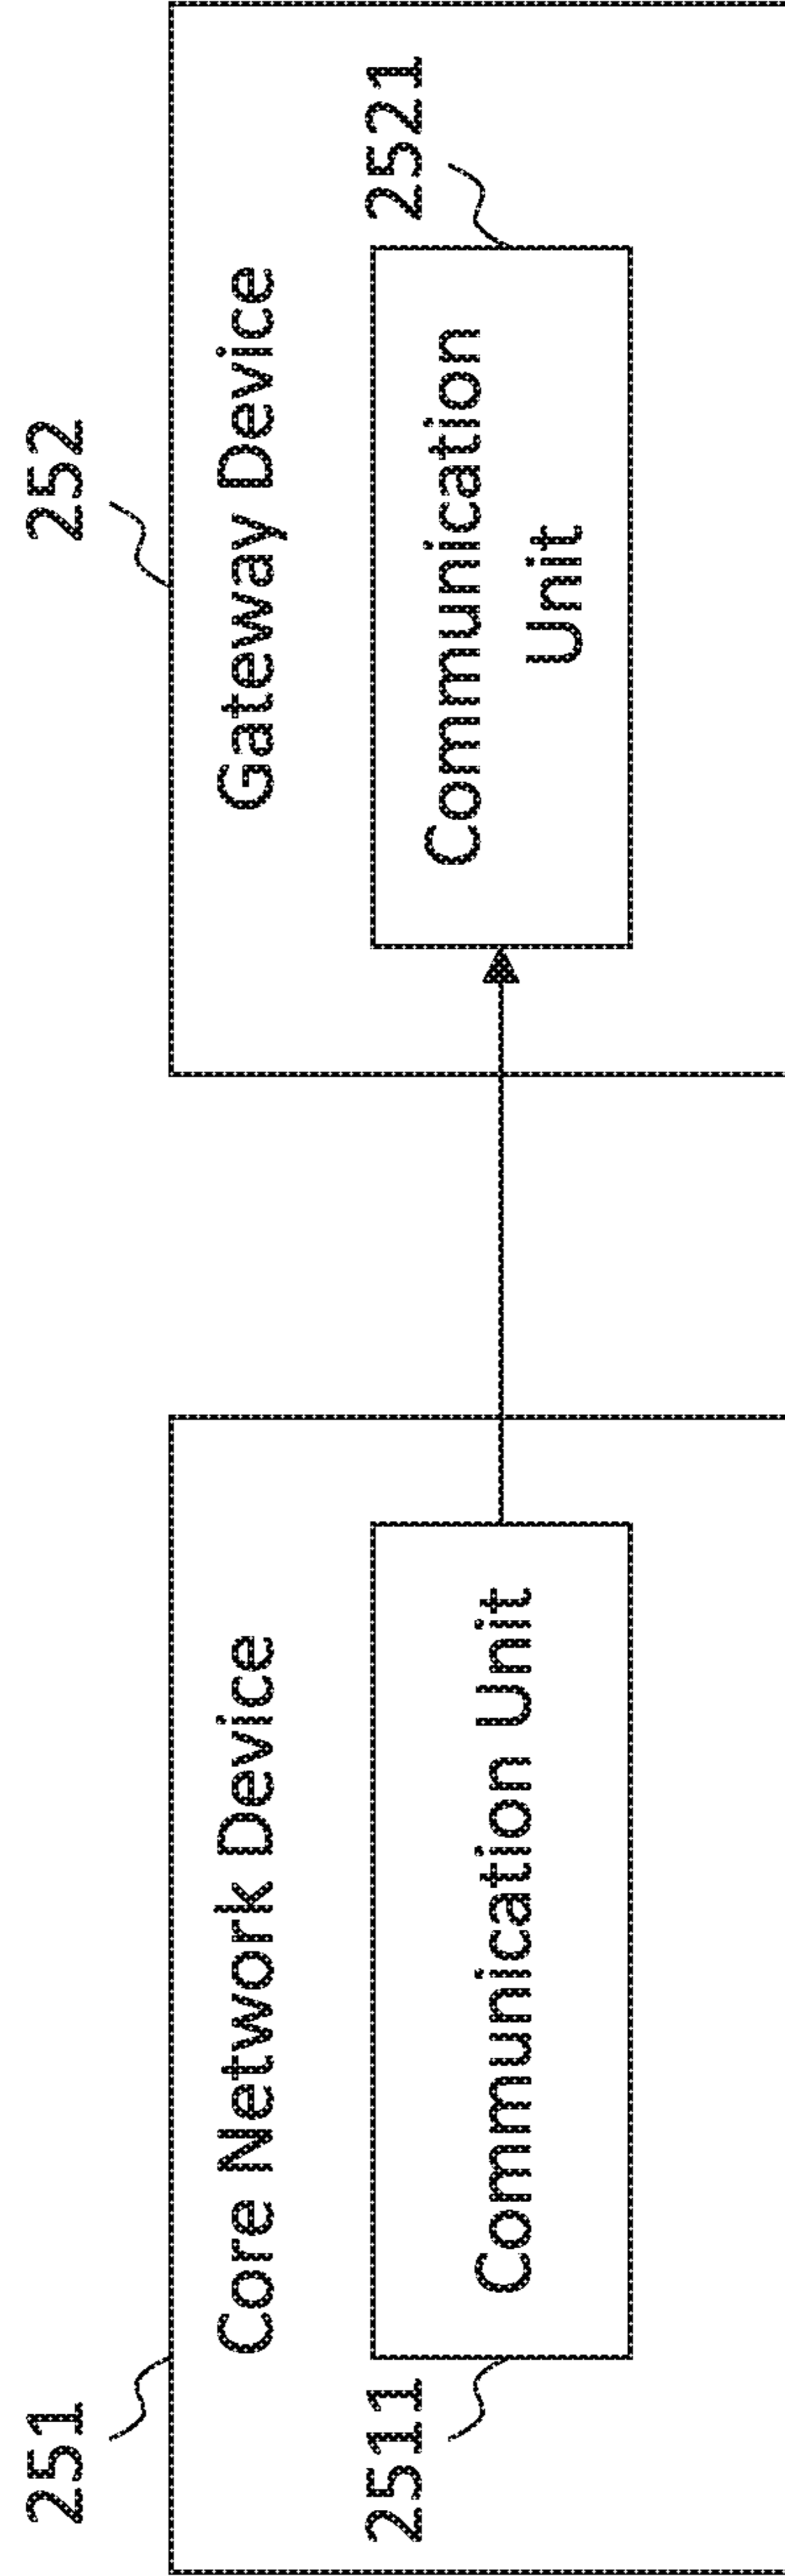 251
Core Network Device
2511
Communication Unit
252
Gateway Device
2521
Communication
Unit